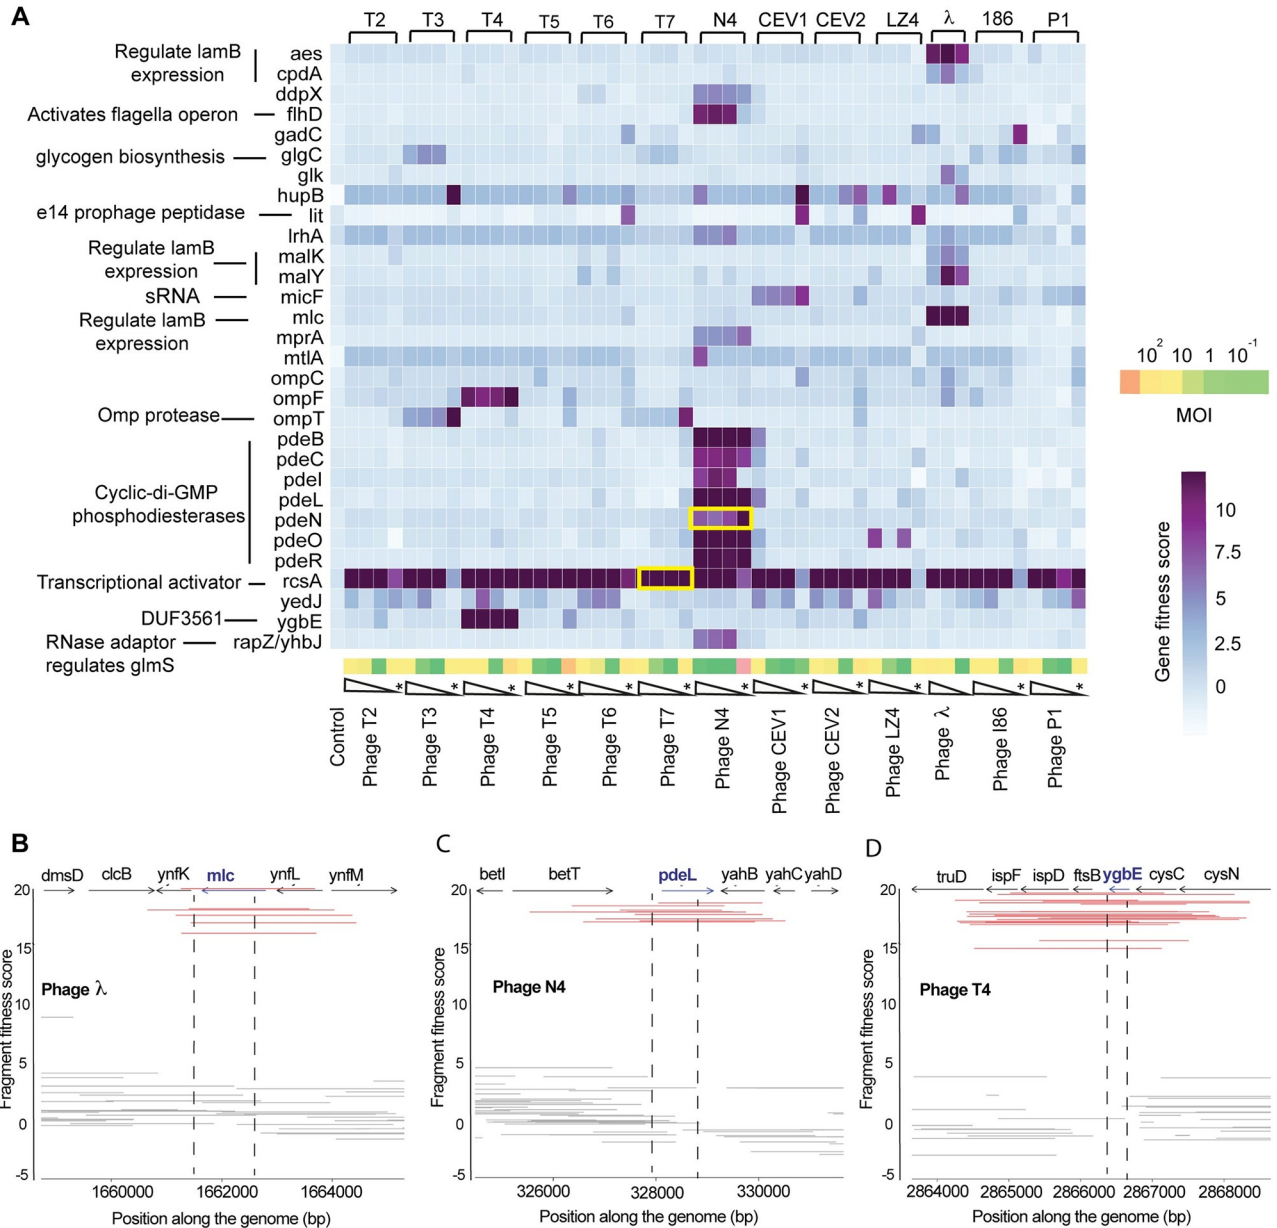 A
T2 T3 T4 T5 T6 T7 N4 CEV1 CEV2 LZ4 λ 186 P1
Regulate lamB
expression
aes
cpdA
ddpX
Activates flagella operon
flhD
gadC
glycogen biosynthesis
glgC
glk
hupB
e14 prophage peptidase
lit
lrhA
Regulate lamB
expression
malK
malY
sRNA
micF
Regulate lamB
expression
mlc
mprA
mtlA
ompC
ompF
Omp protease
ompT
pdeB
pdeC
pdeI
Cyclic-di-GMP
phosphodiesterases
pdeL
pdeN
pdeO
pdeR
Transcriptional activator
rcsA
yedJ
DUF3561
ygbE
RNase adaptor
regulates glmS
rapZ/yhbJ
* * * * * * * * * * * * *
Control
Phage T2
Phage T3
Phage T4
Phage T5
Phage T6
Phage T7
Phage N4
Phage CEV1
Phage CEV2
Phage LZ4
Phage λ
Phage I86
Phage P1
10² 10 1 10⁻¹
MOI
Gene fitness score
10
7.5
5
2.5
0
B
dmsD clcB ynfK mlc ynfL ynfM
Fragment fitness score
20
15
10
5
0
-5
Phage λ
1660000 1662000 1664000
Position along the genome (bp)
C
betI betT pdeL yahB yahC yahD
Fragment fitness score
20
15
10
5
0
-5
Phage N4
326000 328000 330000
Position along the genome (bp)
D
truD ispF ispD ftsB ygbE cysC cysN
Fragment fitness score
20
15
10
5
0
-5
Phage T4
2864000 2865000 2866000 2867000 2868000
Position along the genome (bp)